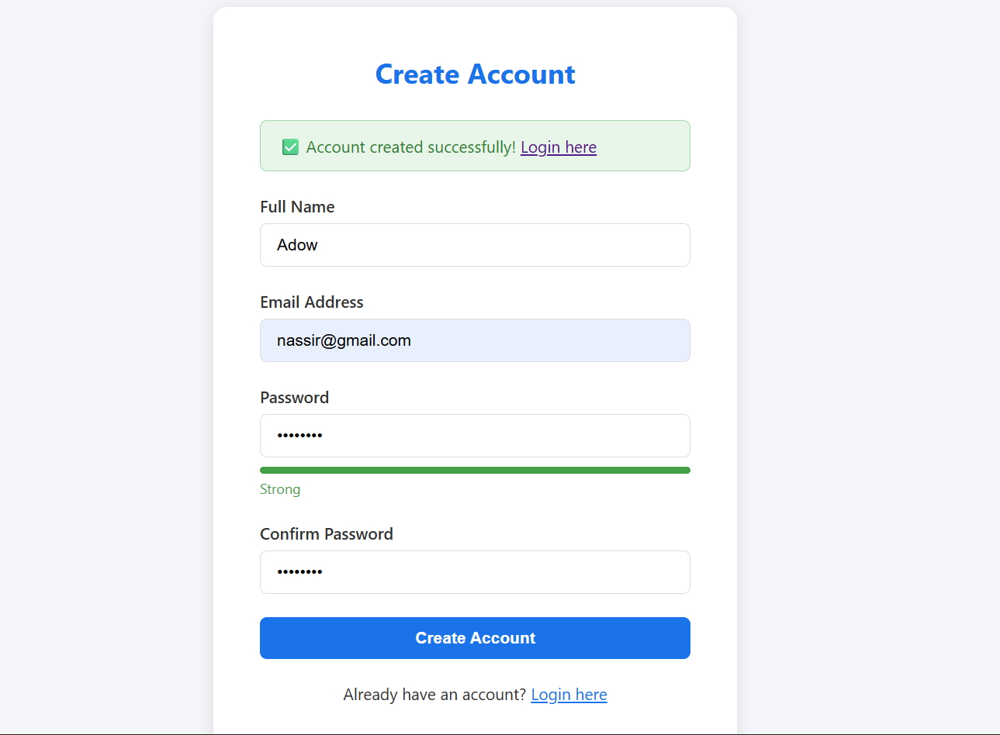 Create Account
✅ Account created successfully! Login here
Full Name
Adow
Email Address
nassir@gmail.com
Password
••••••••
Strong
Confirm Password
••••••••
Create Account
Already have an account? Login here